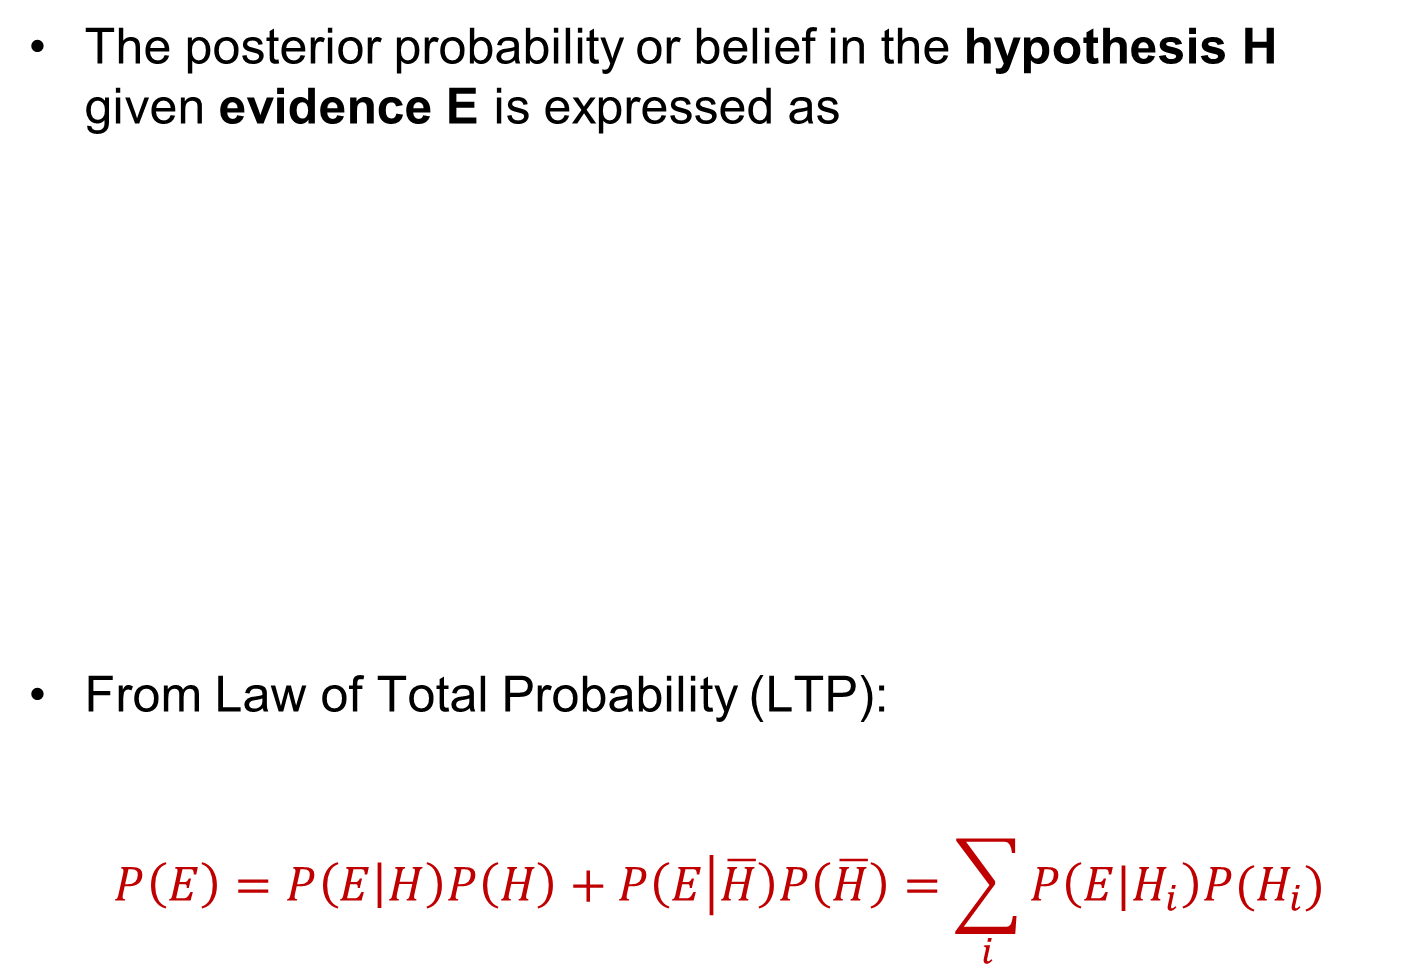 • The posterior probability or belief in the hypothesis H
given evidence E is expressed as
• From Law of Total Probability (LTP):
P(E) = P(E|H)P(H) + P(E|H̅)P(H̅) = ∑ᵢ P(E|Hᵢ)P(Hᵢ)